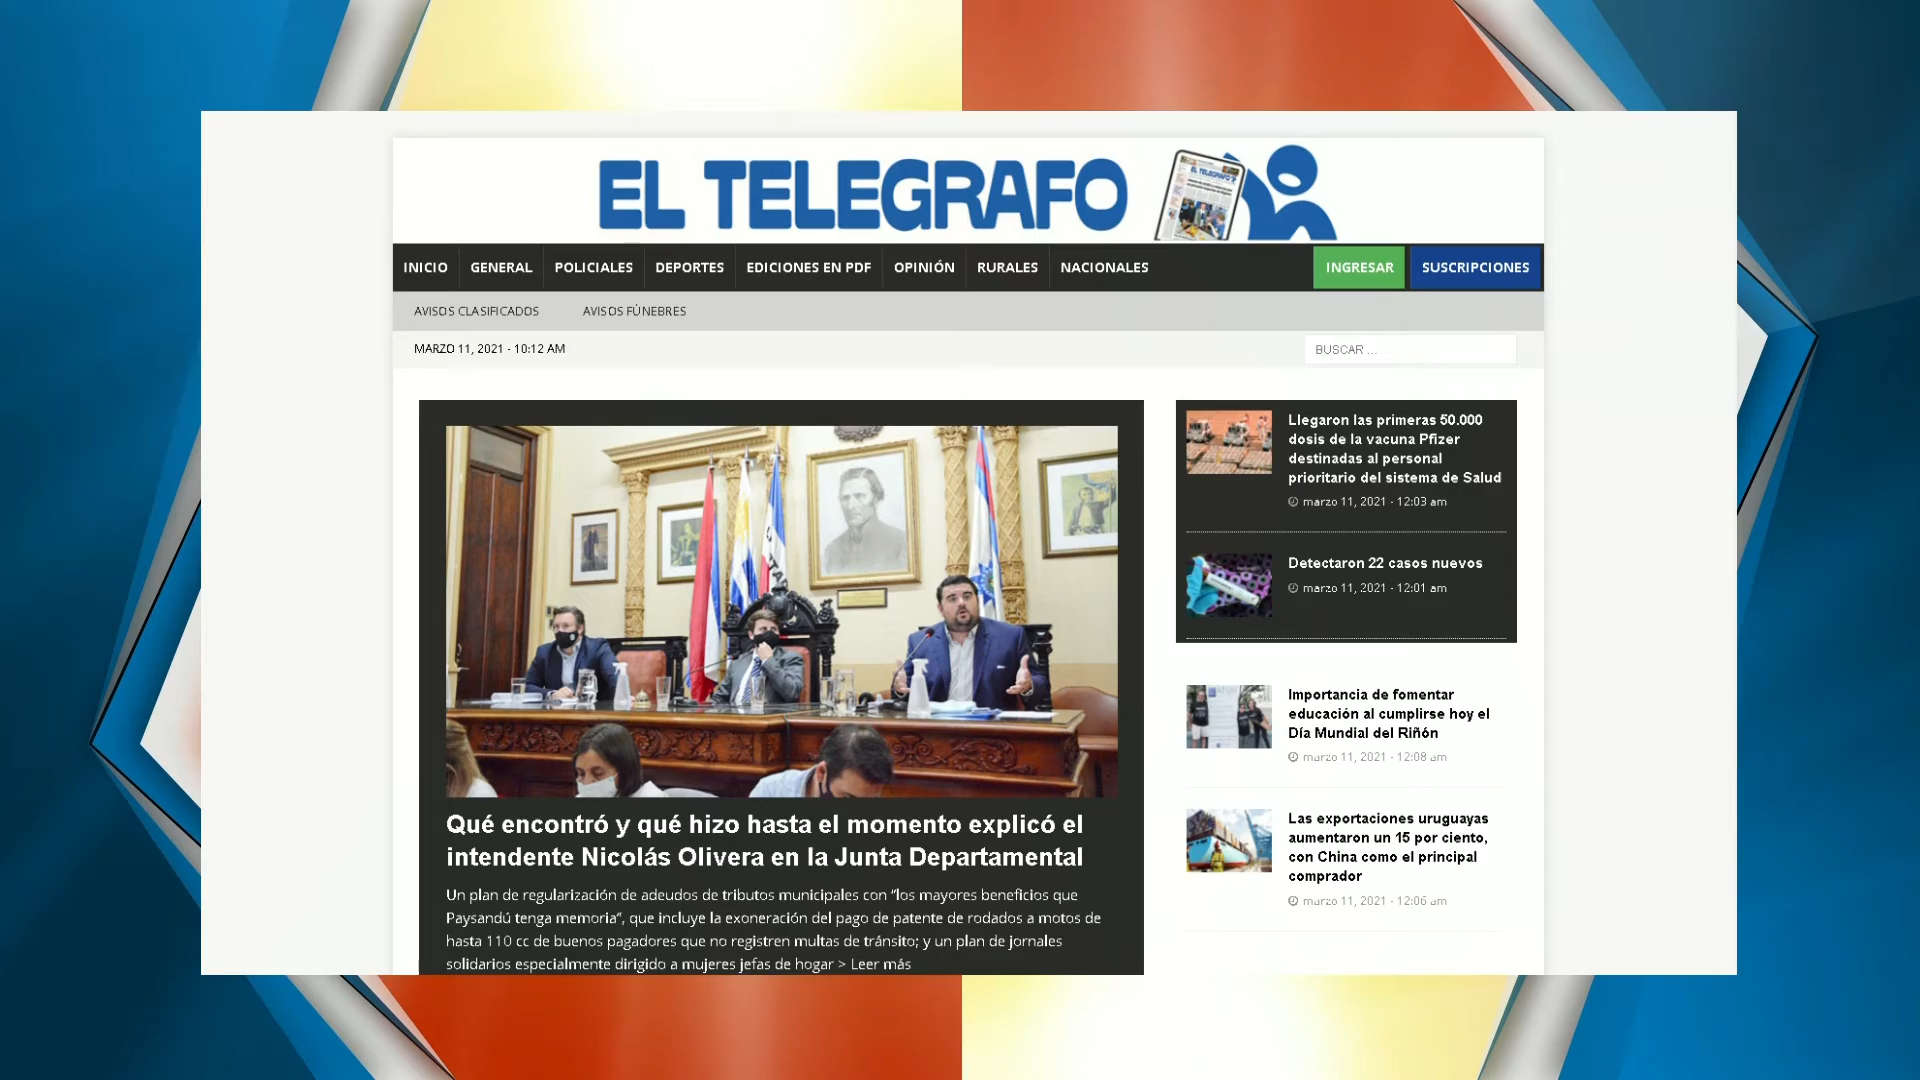 EL TELEGRAFO
INICIO GENERAL POLICIALES DEPORTES EDICIONES EN PDF OPINIÓN RURALES NACIONALES INGRESAR SUSCRIPCIONES
AVISOS CLASIFICADOS AVISOS FÚNEBRES
MARZO 11, 2021 - 10:12 AM
BUSCAR ...
Qué encontró y qué hizo hasta el momento explicó el
intendente Nicolás Olivera en la Junta Departamental
Un plan de regularización de adeudos de tributos municipales con “los mayores beneficios que
Paysandú tenga memoria”, que incluye la exoneración del pago de patente de rodados a motos de
hasta 110 cc de buenos pagadores que no registren multas de tránsito; y un plan de jornales
solidarios especialmente dirigido a mujeres jefas de hogar > Leer más
Llegaron las primeras 50.000
dosis de la vacuna Pfizer
destinadas al personal
prioritario del sistema de Salud
marzo 11, 2021 - 12:03 am
Detectaron 22 casos nuevos
marzo 11, 2021 - 12:01 am
Importancia de fomentar
educación al cumplirse hoy el
Día Mundial del Riñón
marzo 11, 2021 - 12:08 am
Las exportaciones uruguayas
aumentaron un 15 por ciento,
con China como el principal
comprador
marzo 11, 2021 - 12:06 am